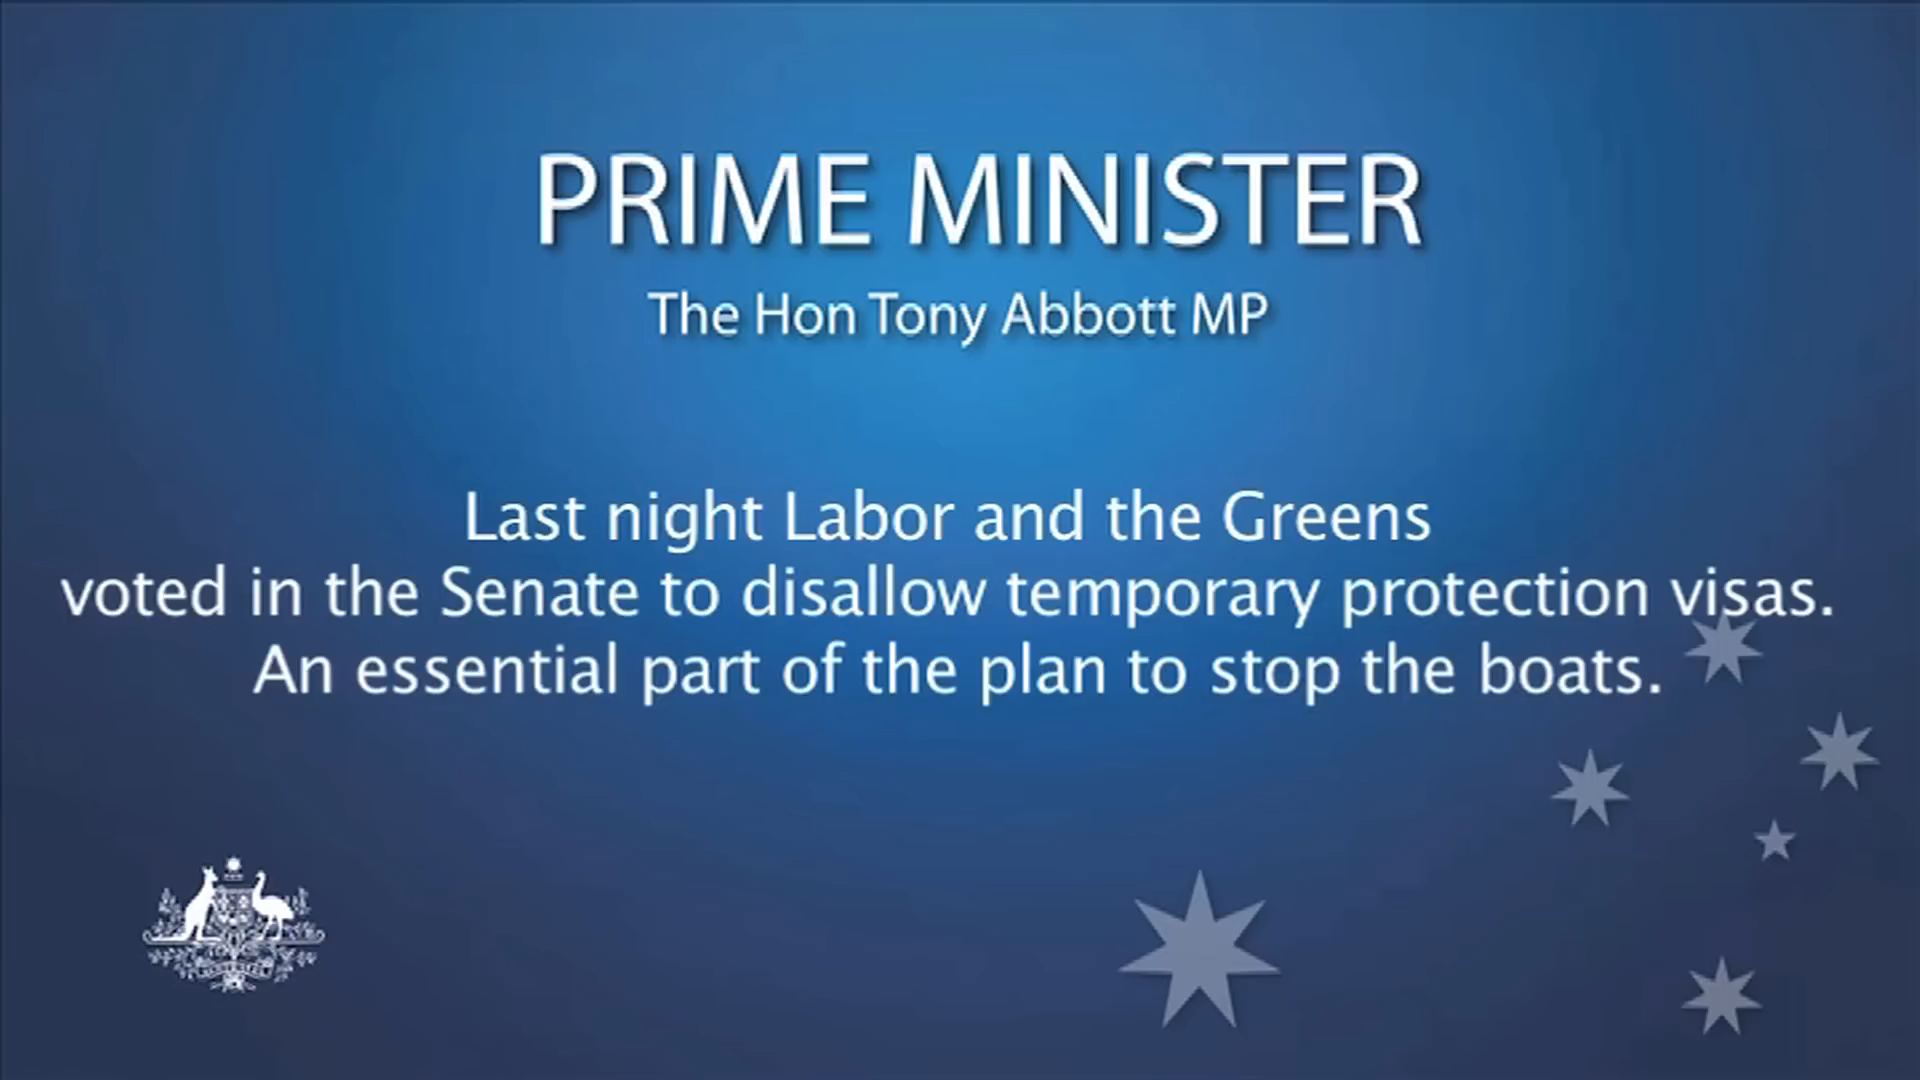 PRIME MINISTER
The Hon Tony Abbott MP
Last night Labor and the Greens
voted in the Senate to disallow temporary protection visas.
An essential part of the plan to stop the boats.